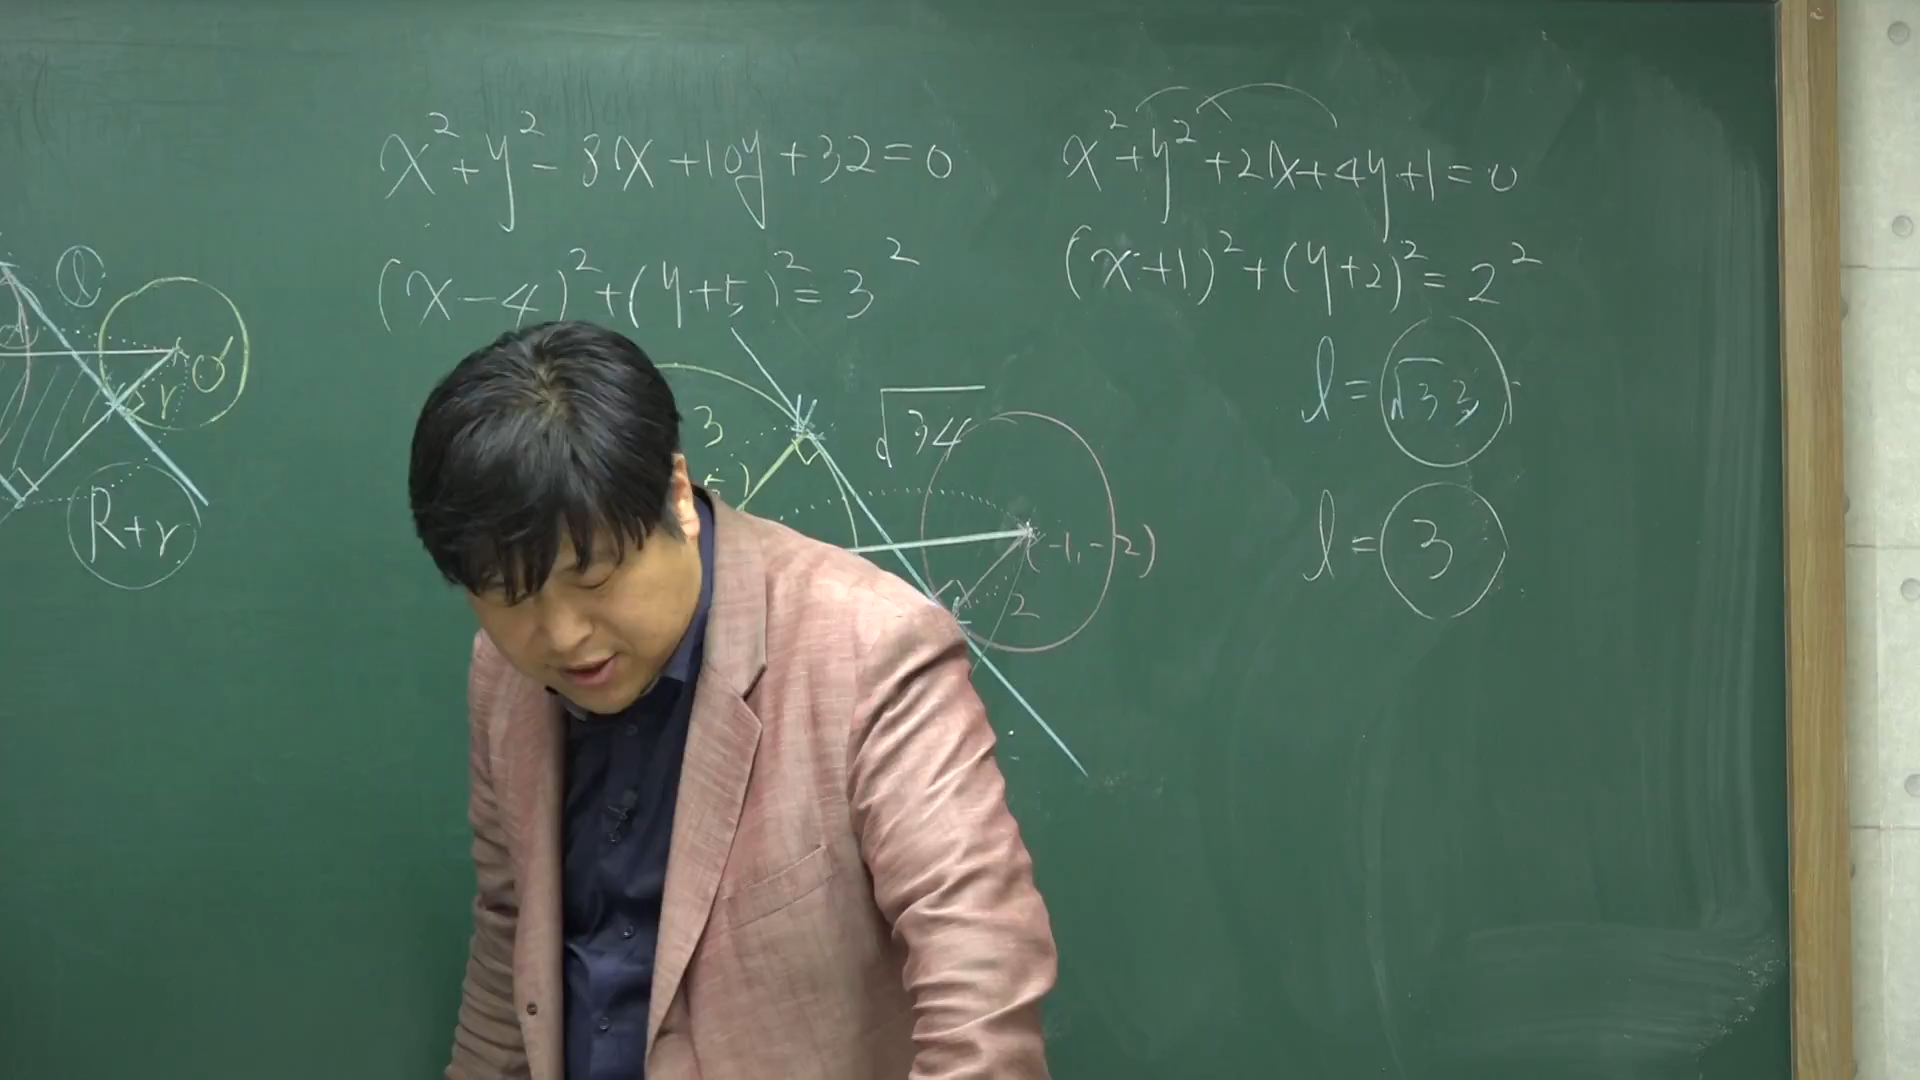 x²+y²-8x+10y+32=0
x²+y²+2x+4y+1=0
(x-4)²+(y+5)²=3²
(x+1)²+(y+2)²=2²
l
d
O'
r
R+r
3
√34
(-1,-2)
2
l=√33
l=3